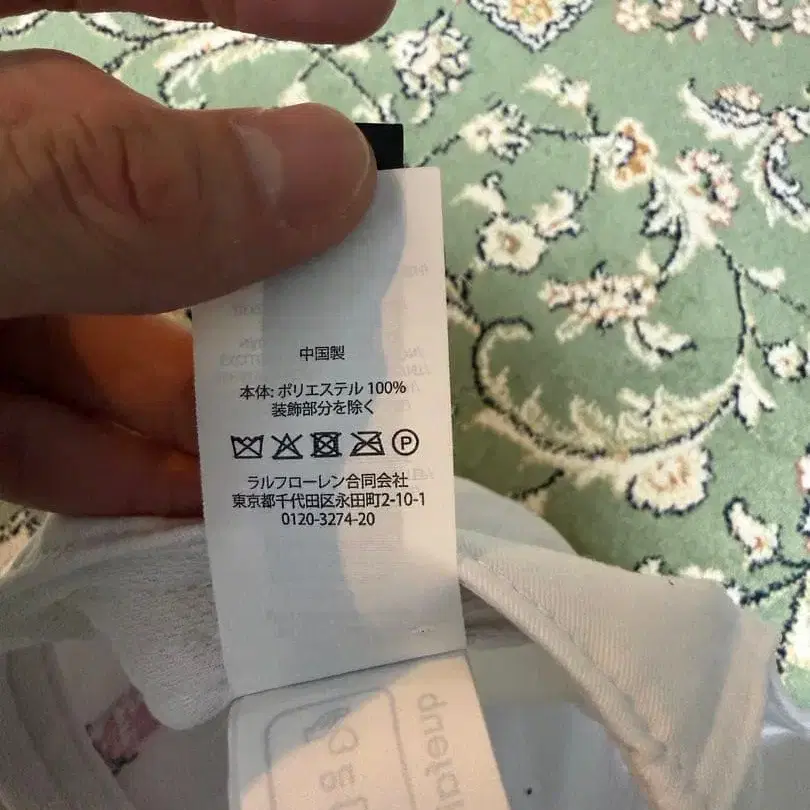 中国製
本体: ポリエステル 100%
装飾部分を除く
P
ラルフローレン合同会社
東京都千代田区永田町2-10-1
0120-3274-20